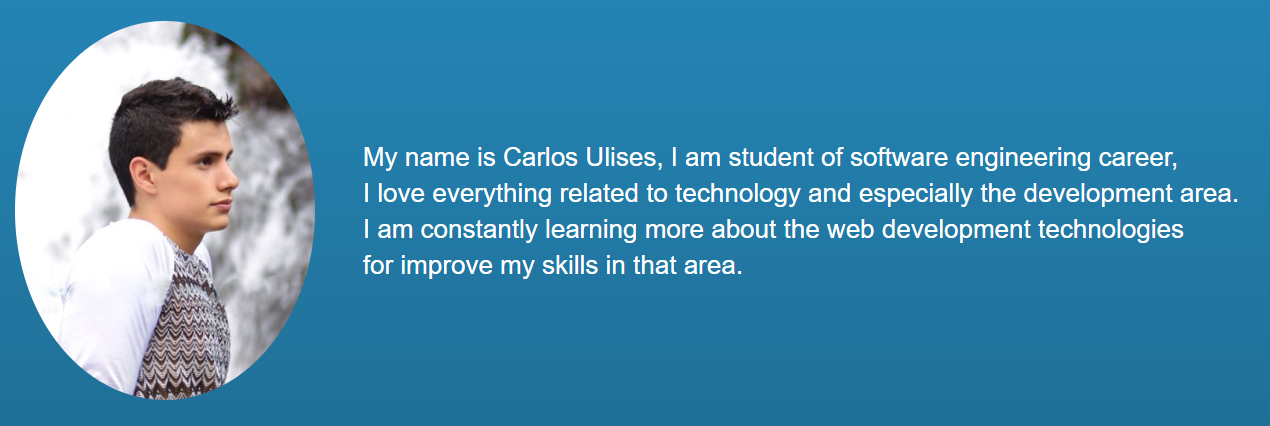 My name is Carlos Ulises, I am student of software engineering career,
I love everything related to technology and especially the development area.
I am constantly learning more about the web development technologies
for improve my skills in that area.